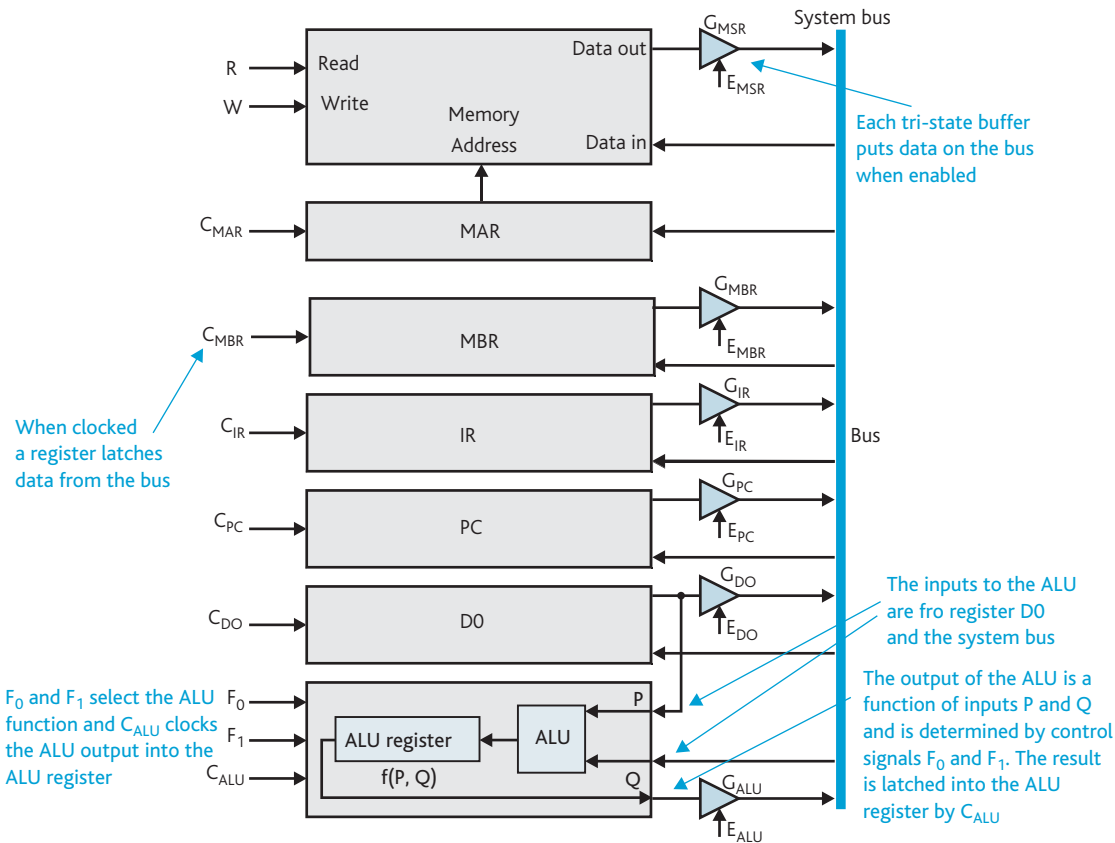 System bus
G_MSR
Data out
R
Read
E_MSR
W
Write
Memory
Address
Data in
Each tri-state buffer
puts data on the bus
when enabled
C_MAR
MAR
G_MBR
C_MBR
MBR
E_MBR
When clocked
a register latches
data from the bus
G_IR
C_IR
IR
E_IR
Bus
G_PC
C_PC
PC
E_PC
G_DO
C_DO
D0
E_DO
The inputs to the ALU
are fro register D0
and the system bus
F₀ and F₁ select the ALU
function and C_ALU clocks
the ALU output into the
ALU register
F₀
F₁
C_ALU
P
ALU register
ALU
f(P, Q)
Q
G_ALU
E_ALU
The output of the ALU is a
function of inputs P and Q
and is determined by control
signals F₀ and F₁. The result
is latched into the ALU
register by C_ALU